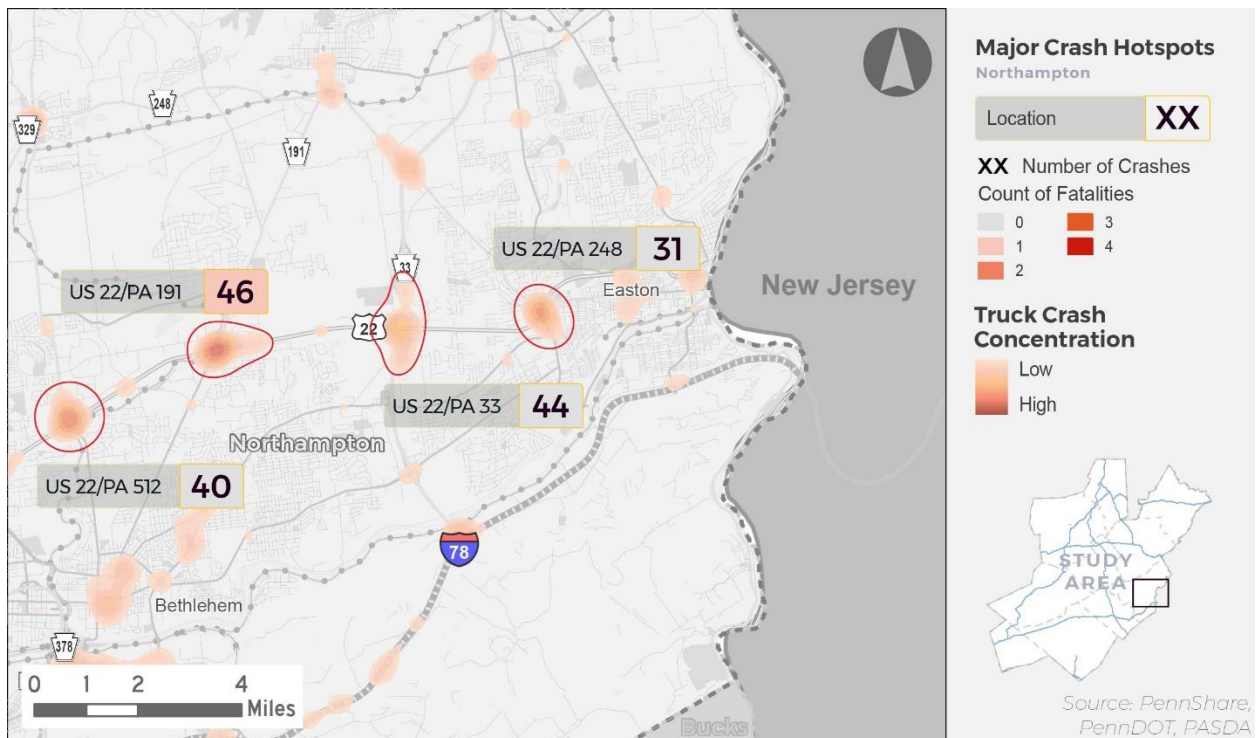 248
329
191
US 22/PA 248 31
33
Easton
New Jersey
US 22/PA 191 46
22
US 22/PA 33 44
Northampton
US 22/PA 512 40
78
Bethlehem
378
0 1 2 4
Miles
Bucks
Major Crash Hotspots
Northampton
Location XX
XX Number of Crashes
Count of Fatalities
0 3
1 4
2
Truck Crash
Concentration
Low
High
STUDY
AREA
Source: PennShare,
PennDOT, PASDA